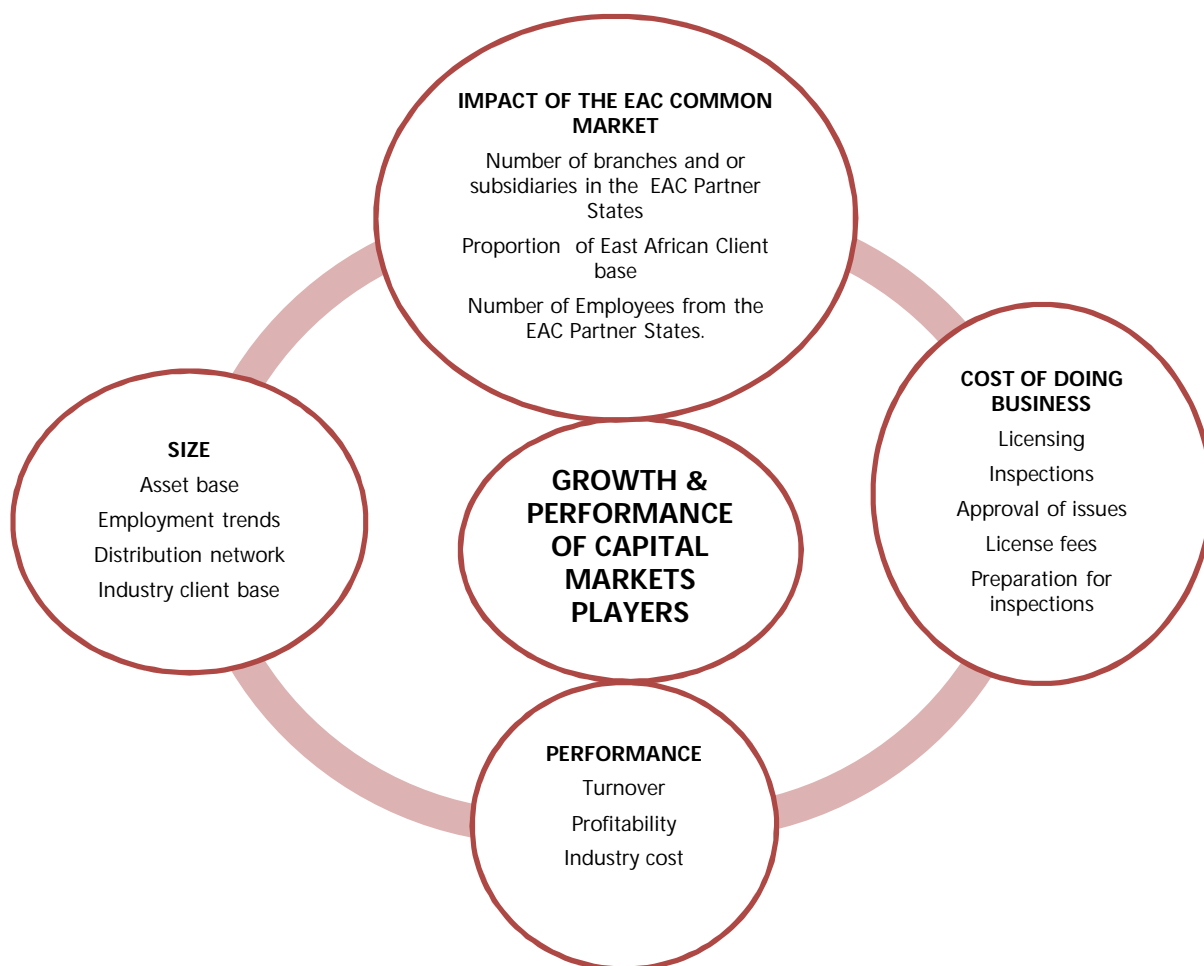 IMPACT OF THE EAC COMMON
MARKET
Number of branches and or
subsidiaries in the EAC Partner
States
Proportion of East African Client
base
Number of Employees from the
EAC Partner States.
COST OF DOING
BUSINESS
Licensing
Inspections
Approval of issues
License fees
Preparation for
inspections
SIZE
Asset base
Employment trends
Distribution network
Industry client base
GROWTH &
PERFORMANCE
OF CAPITAL
MARKETS
PLAYERS
PERFORMANCE
Turnover
Profitability
Industry cost